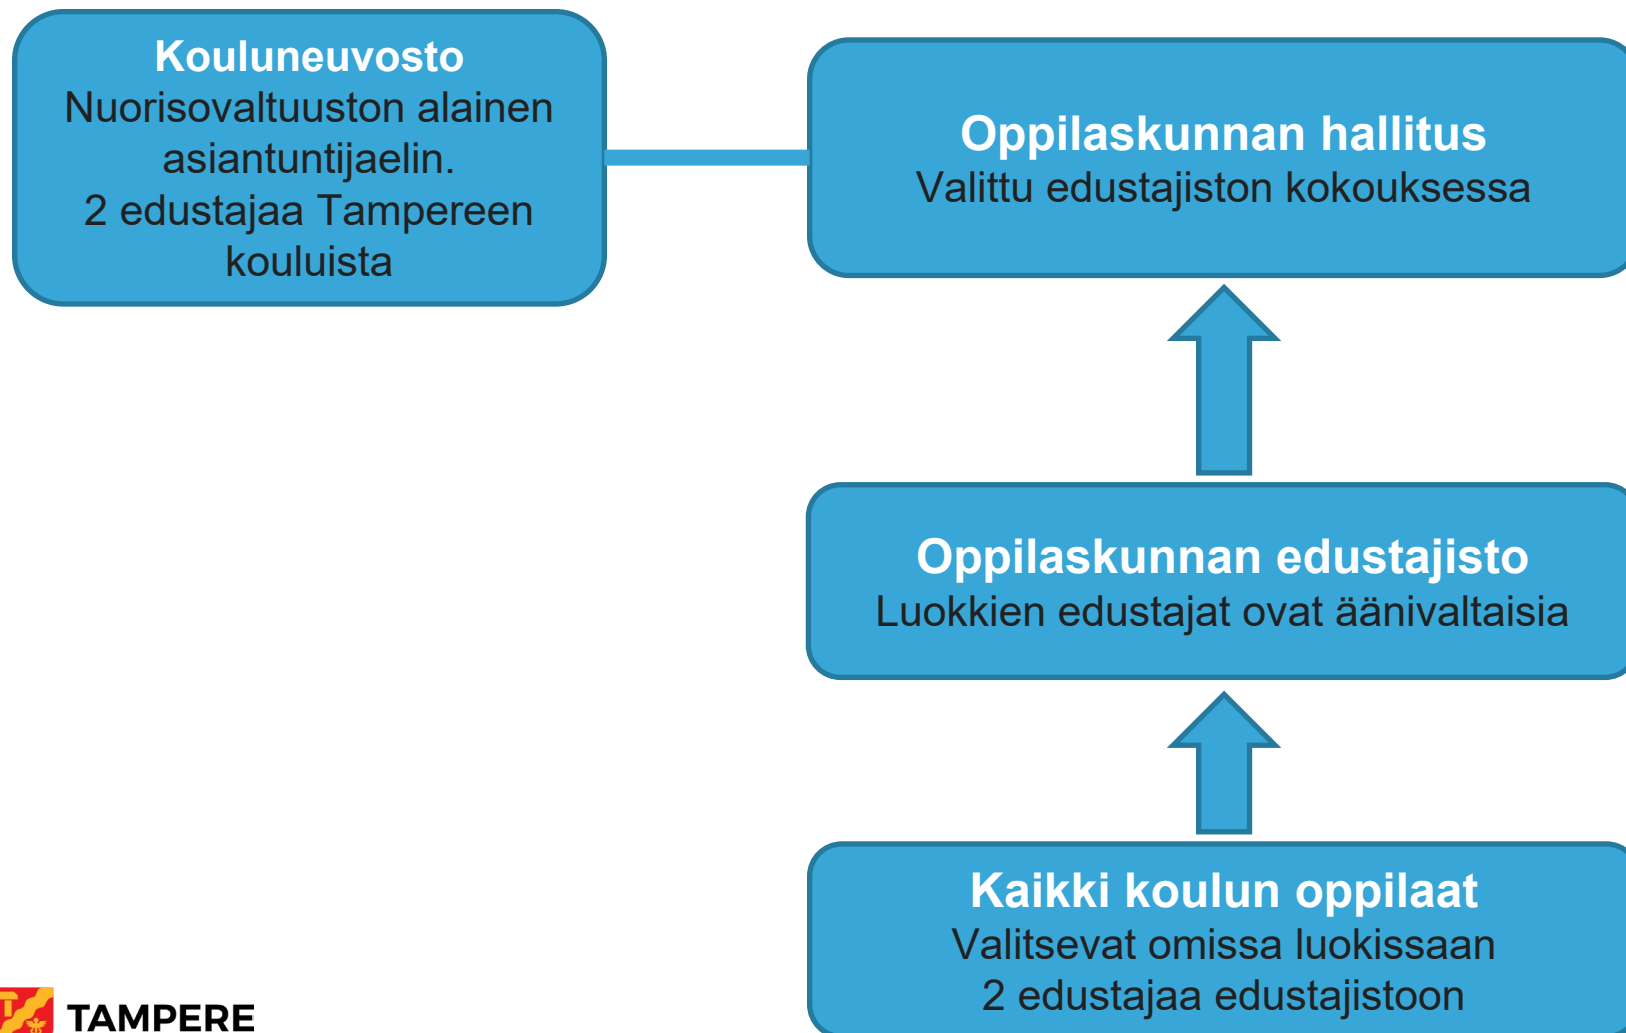 Kouluneuvosto
Nuorisovaltuuston alainen
asiantuntijaelin.
2 edustajaa Tampereen
kouluista
Oppilaskunnan hallitus
Valittu edustajiston kokouksessa
Oppilaskunnan edustajisto
Luokkien edustajat ovat äänivaltaisia
Kaikki koulun oppilaat
Valitsevat omissa luokissaan
2 edustajaa edustajistoon
TAMPERE